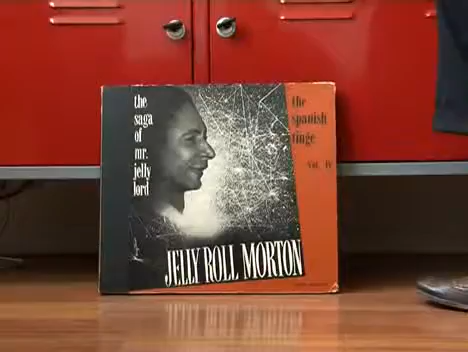 the
saga
of
mr.
jelly
lord
the
spanish
tinge
Vol. IV
JELLY ROLL MORTON